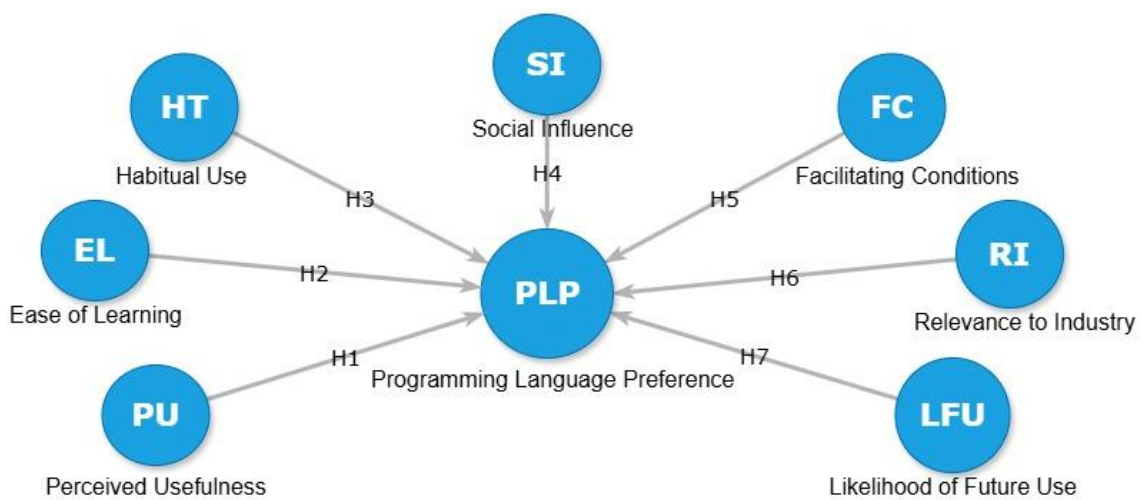 SI
Social Influence
HT
Habitual Use
FC
Facilitating Conditions
H4
H3
H5
EL
Ease of Learning
RI
Relevance to Industry
H2
H6
PLP
Programming Language Preference
H1
H7
PU
Perceived Usefulness
LFU
Likelihood of Future Use